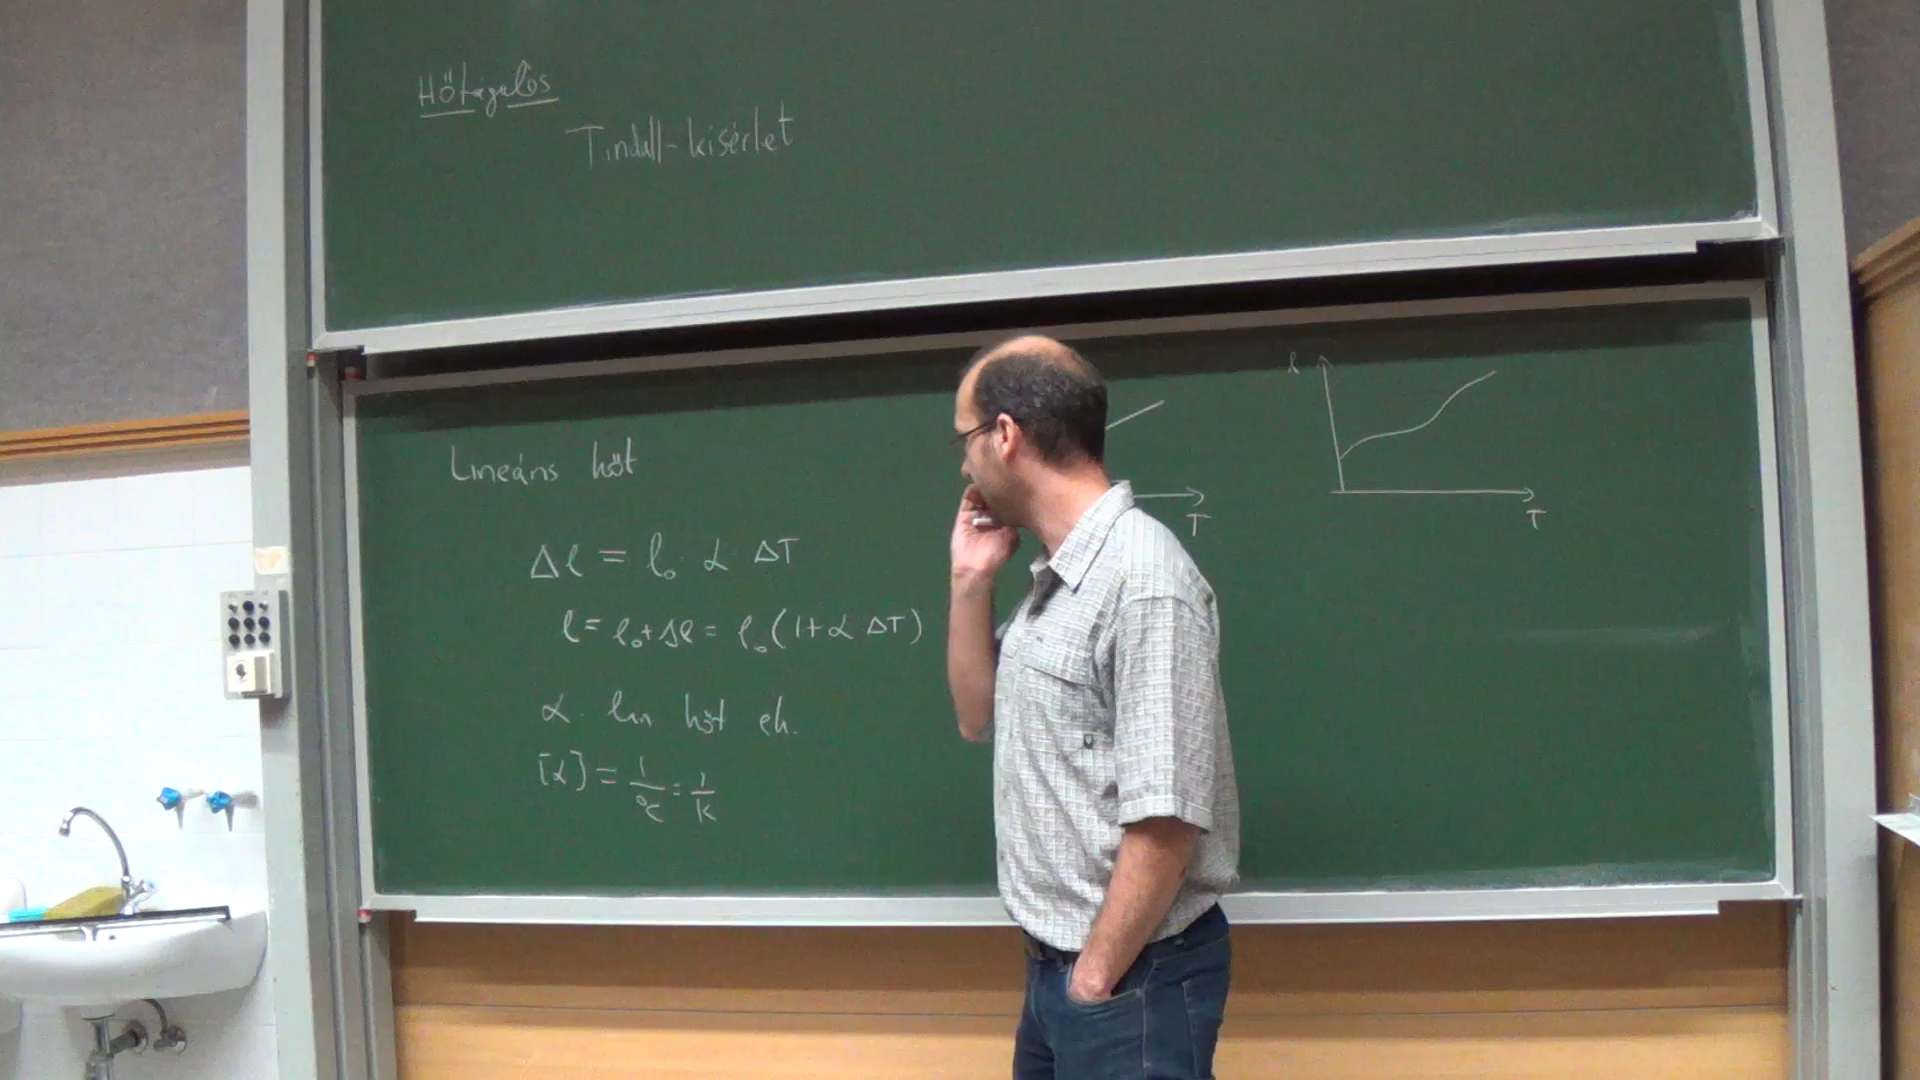 Hőtágulás
Tindall-kísérlet
Lineáris hőt
Δl = l₀ · α ΔT
l = l₀ + Δl = l₀ (1 + α ΔT)
α: lin hőt eh.
[α] = 1/°C = 1/K
T
l
T